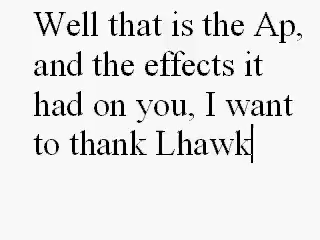 Well that is the Ap,
and the effects it
had on you, I want
to thank Lhawk